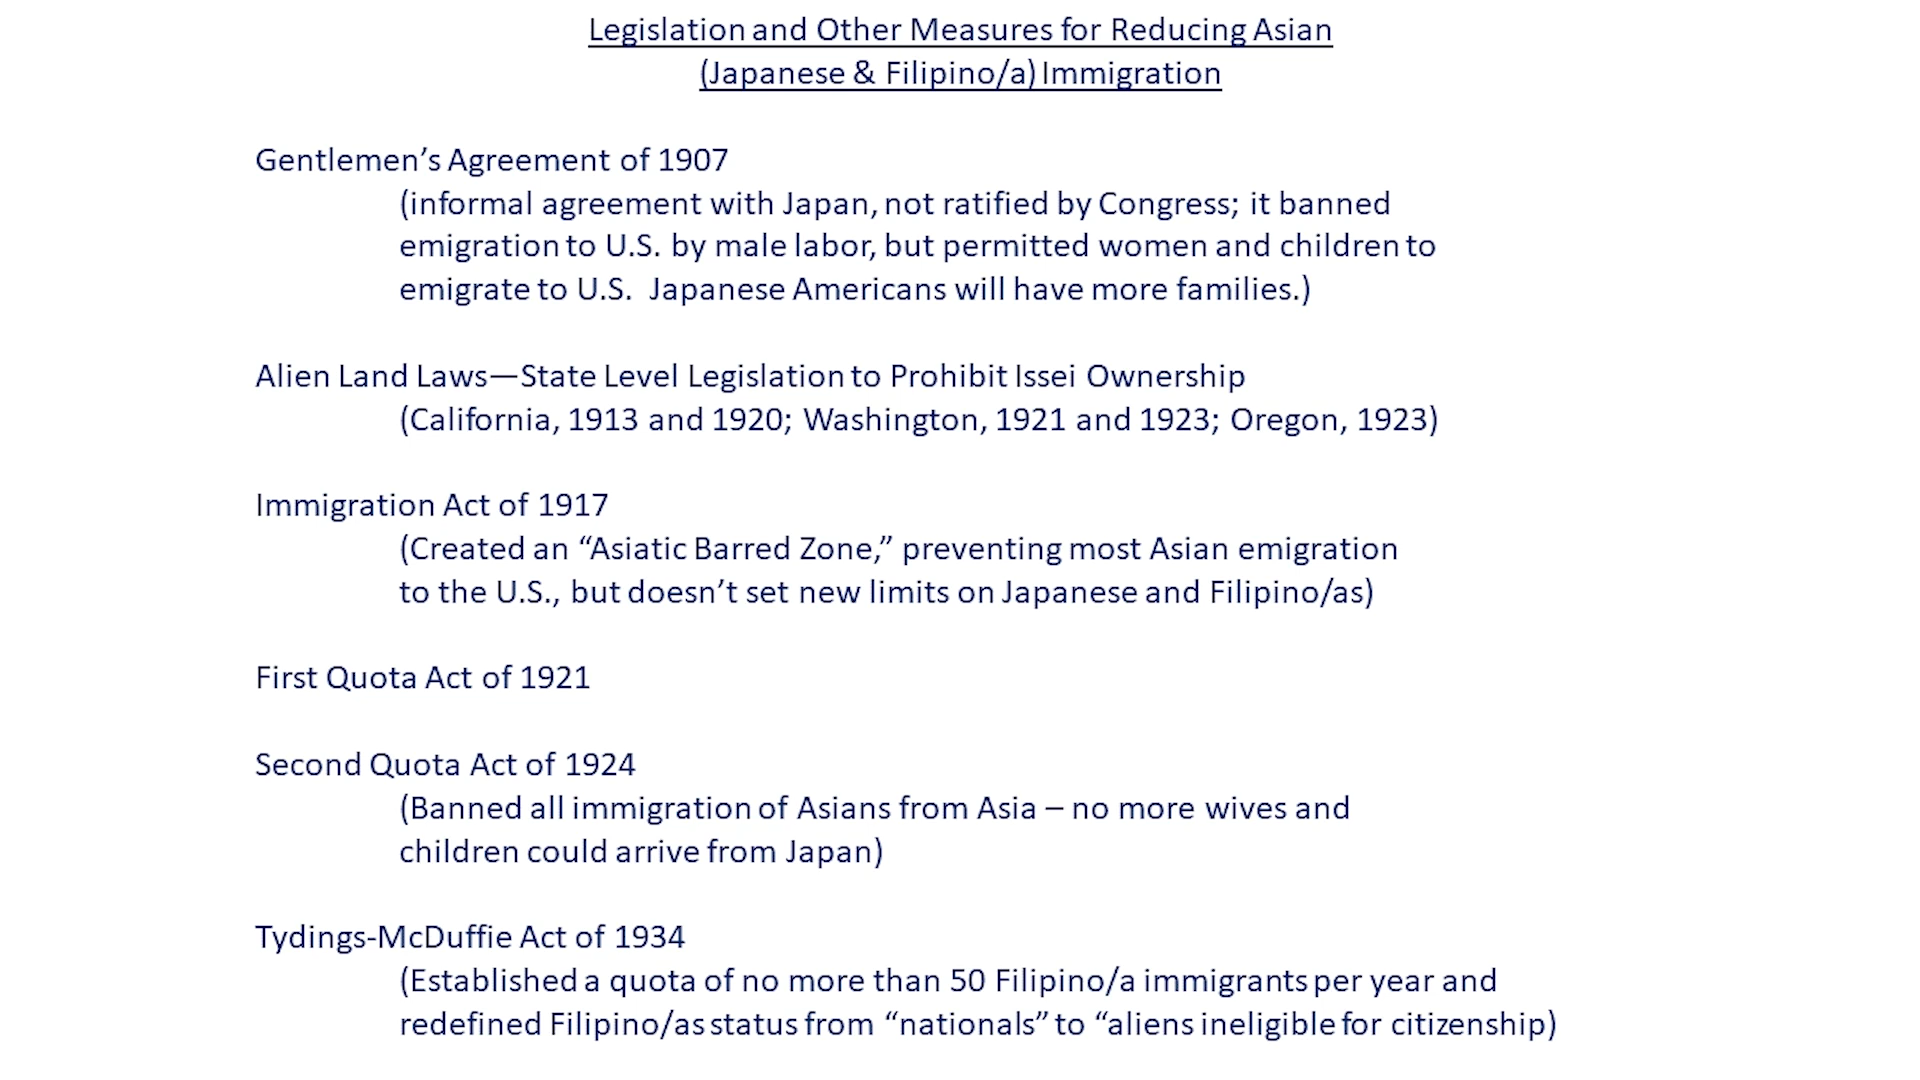 Legislation and Other Measures for Reducing Asian
(Japanese & Filipino/a) Immigration
Gentlemen’s Agreement of 1907
(informal agreement with Japan, not ratified by Congress; it banned
emigration to U.S. by male labor, but permitted women and children to
emigrate to U.S.  Japanese Americans will have more families.)
Alien Land Laws—State Level Legislation to Prohibit Issei Ownership
(California, 1913 and 1920; Washington, 1921 and 1923; Oregon, 1923)
Immigration Act of 1917
(Created an “Asiatic Barred Zone,” preventing most Asian emigration
to the U.S., but doesn’t set new limits on Japanese and Filipino/as)
First Quota Act of 1921
Second Quota Act of 1924
(Banned all immigration of Asians from Asia – no more wives and
children could arrive from Japan)
Tydings-McDuffie Act of 1934
(Established a quota of no more than 50 Filipino/a immigrants per year and
redefined Filipino/as status from “nationals” to “aliens ineligible for citizenship)